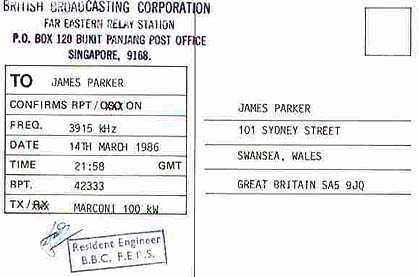 BRITISH BROADCASTING CORPORATION
FAR EASTERN RELAY STATION
P.O. BOX 120 BUKIT PANJANG POST OFFICE
SINGAPORE, 9168.
TO JAMES PARKER
CONFIRMS RPT / QSO ON
FREQ. 3915 kHz
DATE 14TH MARCH 1986
TIME 21:58 GMT
RPT. 42333
TX / RX MARCONI 100 kW
Resident Engineer
B.B.C. F.E.R.S.
JAMES PARKER
101 SYDNEY STREET
SWANSEA, WALES
GREAT BRITAIN SA5 9JQ